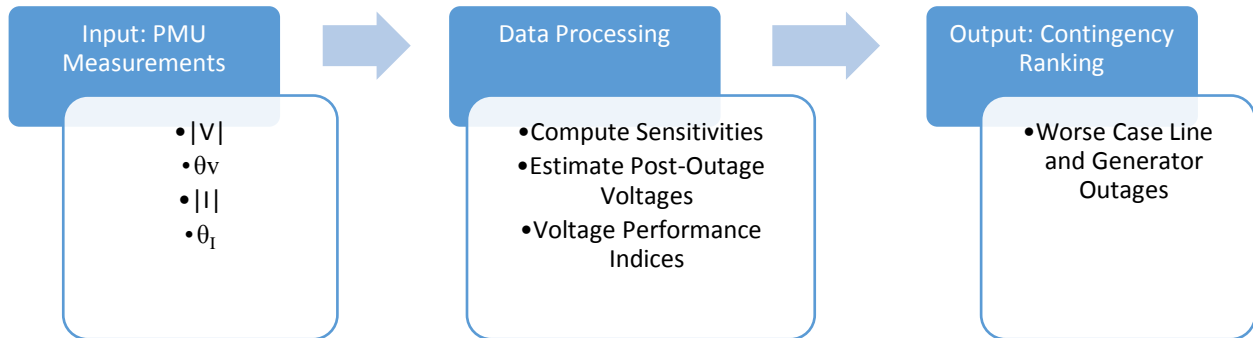 Input: PMU
Measurements
•|V|
•θv
•|I|
•θI
Data Processing
•Compute Sensitivities
•Estimate Post-Outage
Voltages
•Voltage Performance
Indices
Output: Contingency
Ranking
•Worse Case Line
and Generator
Outages